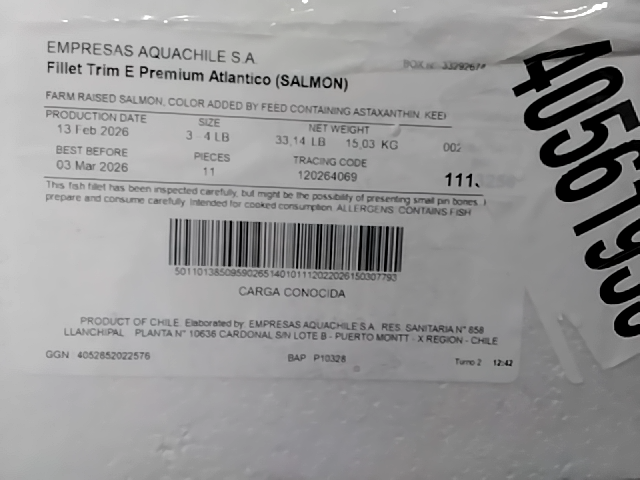 EMPRESAS AQUACHILE S.A
Fillet Trim E Premium Atlantico (SALMON)
FARM RAISED SALMON, COLOR ADDED BY FEED CONTAINING ASTAXANTHIN. KEEP
PRODUCTION DATE SIZE NET WEIGHT
13 Feb 2026 3 - 4 LB 33,14 LB 15,03 KG 002
BEST BEFORE PIECES TRACING CODE
03 Mar 2026 11 120264069 111
This fish fillet has been inspected carefully, but might be the possibility of presenting small pin bones.
prepare and consume carefully. Intended for cooked consumption. ALLERGENS: CONTAINS FISH
CARGA CONOCIDA
PRODUCT OF CHILE. Elaborated by: EMPRESAS AQUACHILE S.A. RES. SANITARIA N° 658
LLANCHIPAL PLANTA N° 10636 CARDONAL S/N LOTE B - PUERTO MONTT - X REGION - CHILE
GGN : 4052852022576 BAP P10328 Turno 2 12:42